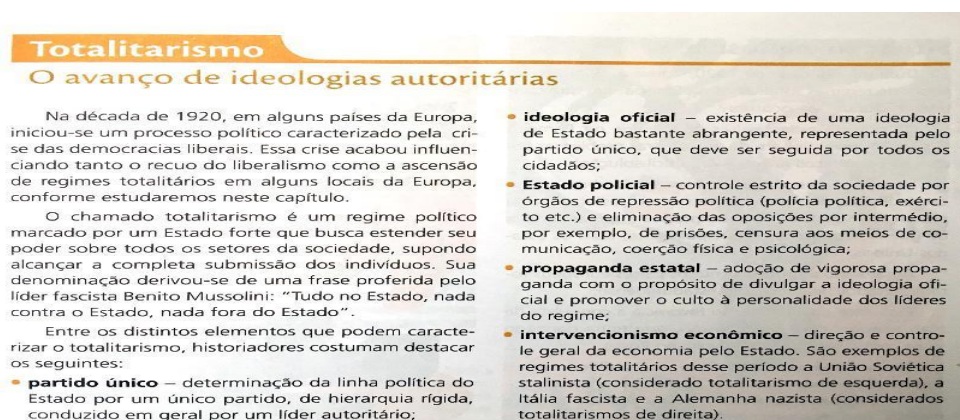 Totalitarismo
O avanço de ideologias autoritárias
Na década de 1920, em alguns países da Europa,
iniciou-se um processo político caracterizado pela cri-
se das democracias liberais. Essa crise acabou influen-
ciando tanto o recuo do liberalismo como a ascensão
de regimes totalitários em alguns locais da Europa,
conforme estudaremos neste capítulo.
O chamado totalitarismo é um regime político
marcado por um Estado forte que busca estender seu
poder sobre todos os setores da sociedade, supondo
alcançar a completa submissão dos indivíduos. Sua
denominação derivou-se de uma frase proferida pelo
líder fascista Benito Mussolini: "Tudo no Estado, nada
contra o Estado, nada fora do Estado".
Entre os distintos elementos que podem caracte-
rizar o totalitarismo, historiadores costumam destacar
os seguintes:
• partido único – determinação da linha política do
Estado por um único partido, de hierarquia rígida,
conduzido em geral por um líder autoritário;
• ideologia oficial – existência de uma ideologia
de Estado bastante abrangente, representada pelo
partido único, que deve ser seguida por todos os
cidadãos;
• Estado policial – controle estrito da sociedade por
órgãos de repressão política (polícia política, exérci-
to etc.) e eliminação das oposições por intermédio,
por exemplo, de prisões, censura aos meios de co-
municação, coerção física e psicológica;
• propaganda estatal – adoção de vigorosa propa-
ganda com o propósito de divulgar a ideologia ofi-
cial e promover o culto à personalidade dos líderes
do regime;
• intervencionismo econômico – direção e contro-
le geral da economia pelo Estado. São exemplos de
regimes totalitários desse período a União Soviética
stalinista (considerado totalitarismo de esquerda), a
Itália fascista e a Alemanha nazista (considerados
totalitarismos de direita).